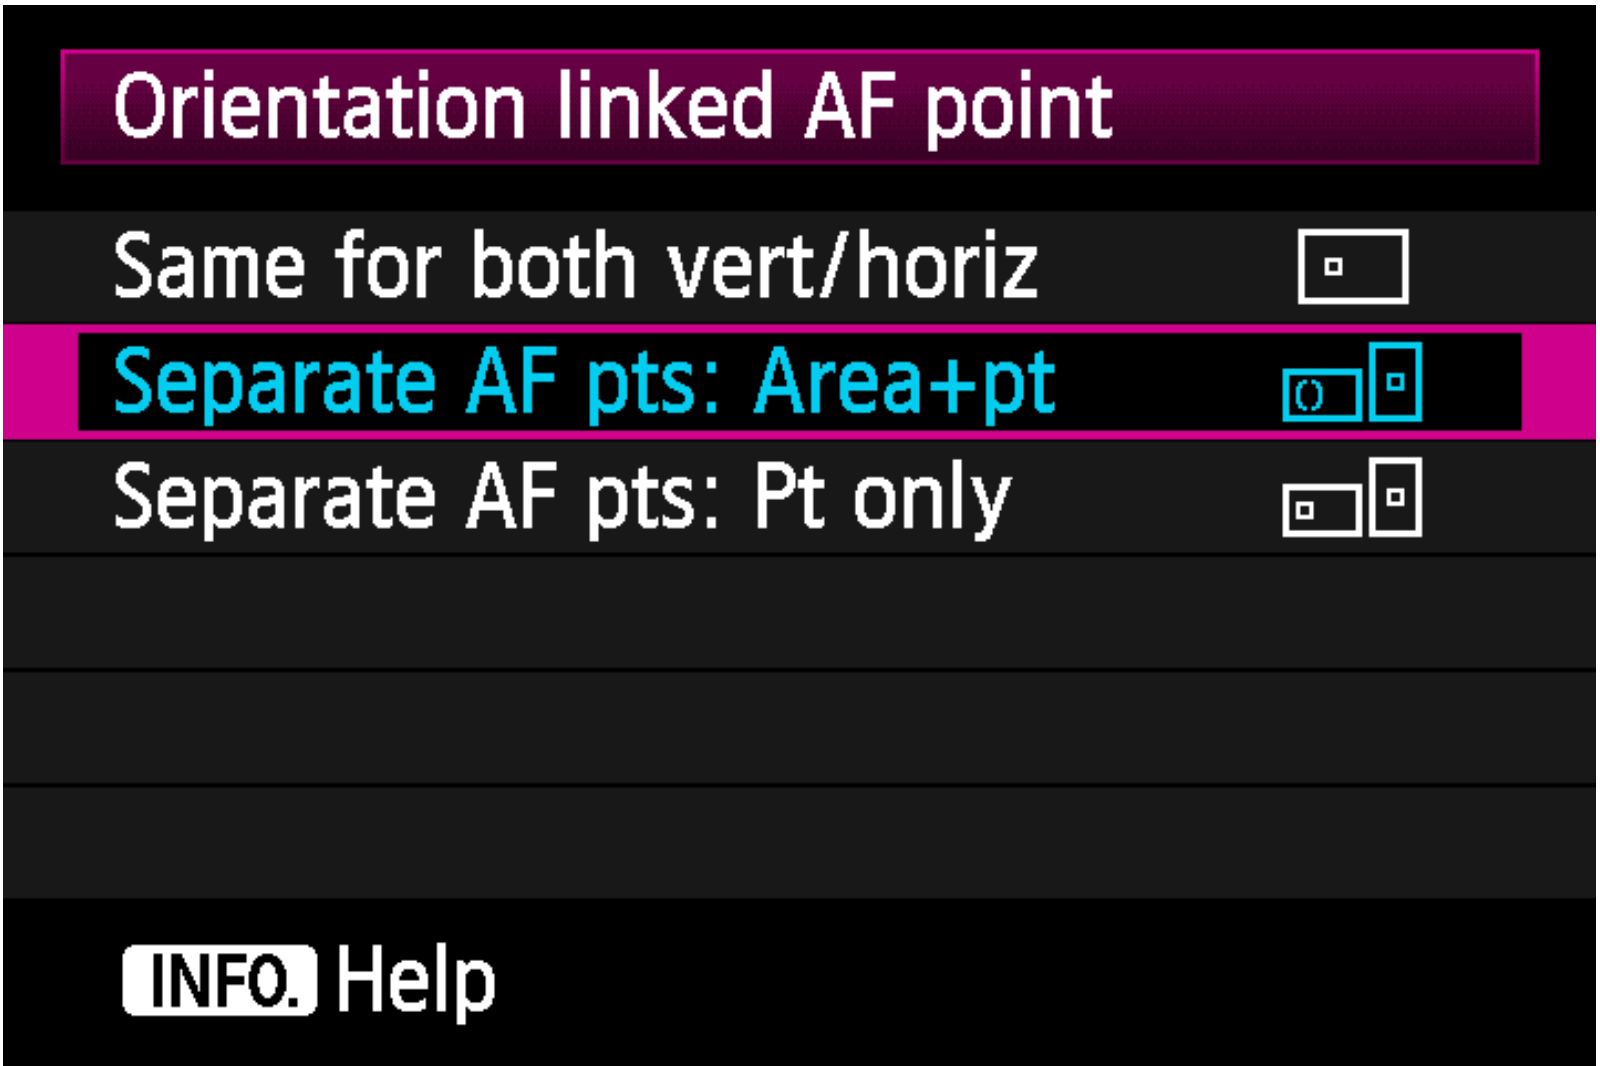 Orientation linked AF point
Same for both vert/horiz
Separate AF pts: Area+pt
Separate AF pts: Pt only
INFO. Help